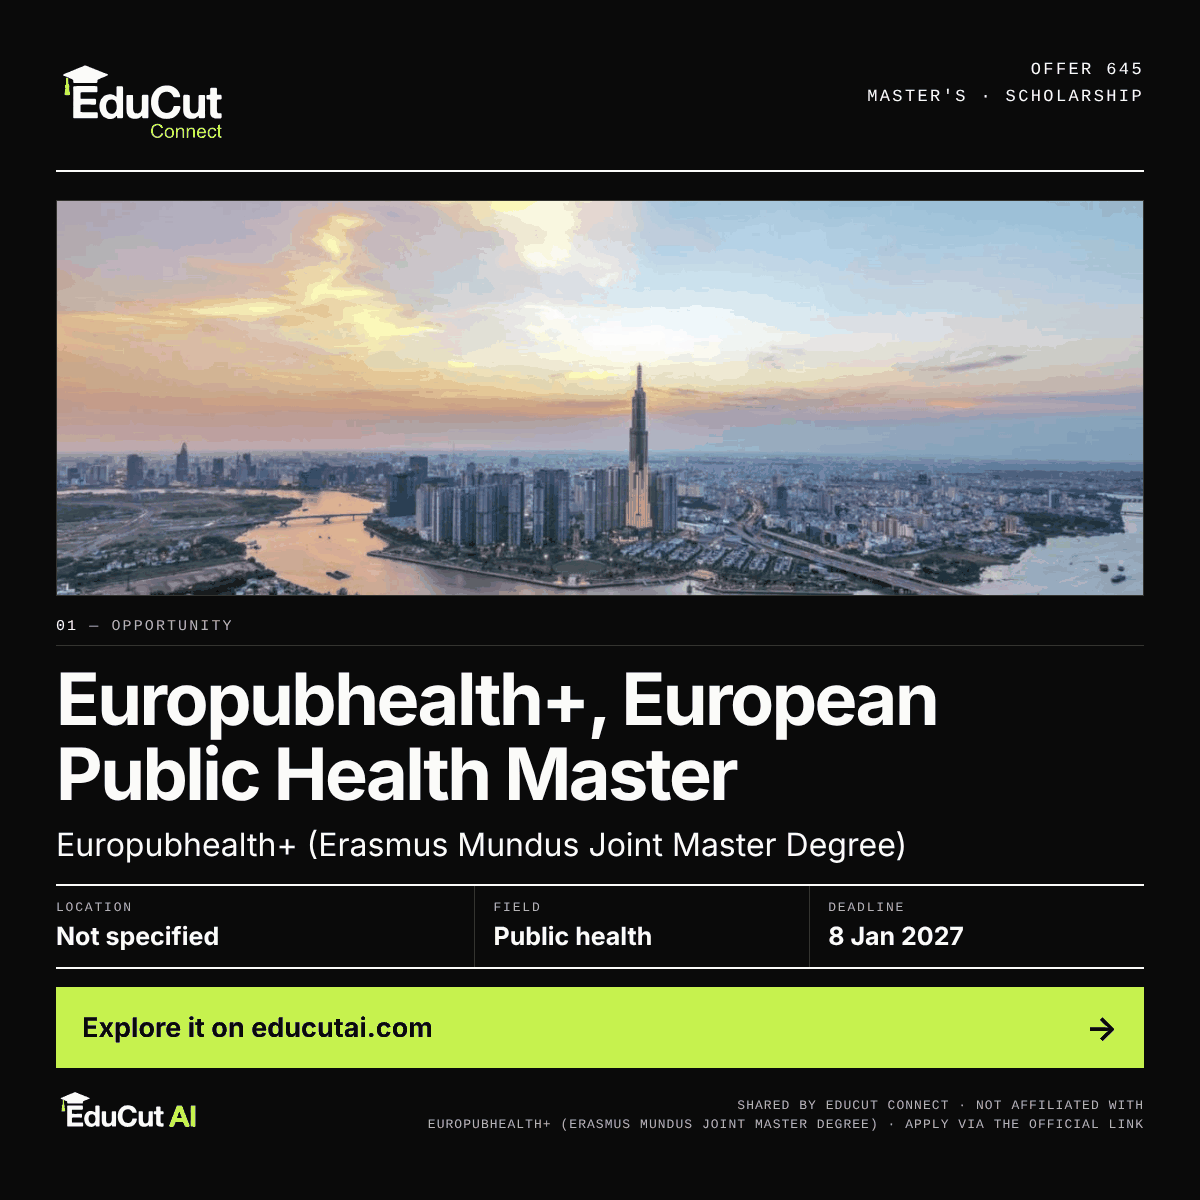 EduCut
Connect
OFFER 645
MASTER'S · SCHOLARSHIP
01 — OPPORTUNITY
Europubhealth+, European
Public Health Master
Europubhealth+ (Erasmus Mundus Joint Master Degree)
LOCATION
Not specified
FIELD
Public health
DEADLINE
8 Jan 2027
Explore it on educutai.com →
EduCut AI
SHARED BY EDUCUT CONNECT · NOT AFFILIATED WITH
EUROPUBHEALTH+ (ERASMUS MUNDUS JOINT MASTER DEGREE) · APPLY VIA THE OFFICIAL LINK